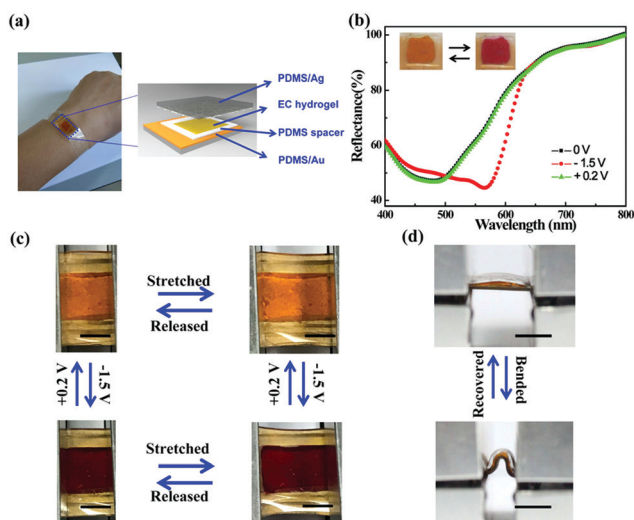 (a)
PDMS/Ag
EC hydrogel
PDMS spacer
PDMS/Au
(b)
Reflectance(%)
100
80
60
40
400
500
600
700
800
Wavelength (nm)
0 V
- 1.5 V
+ 0.2 V
(c)
Stretched
Released
+0.2 V
-1.5 V
+0.2 V
-1.5 V
Stretched
Released
(d)
Recovered
Bended